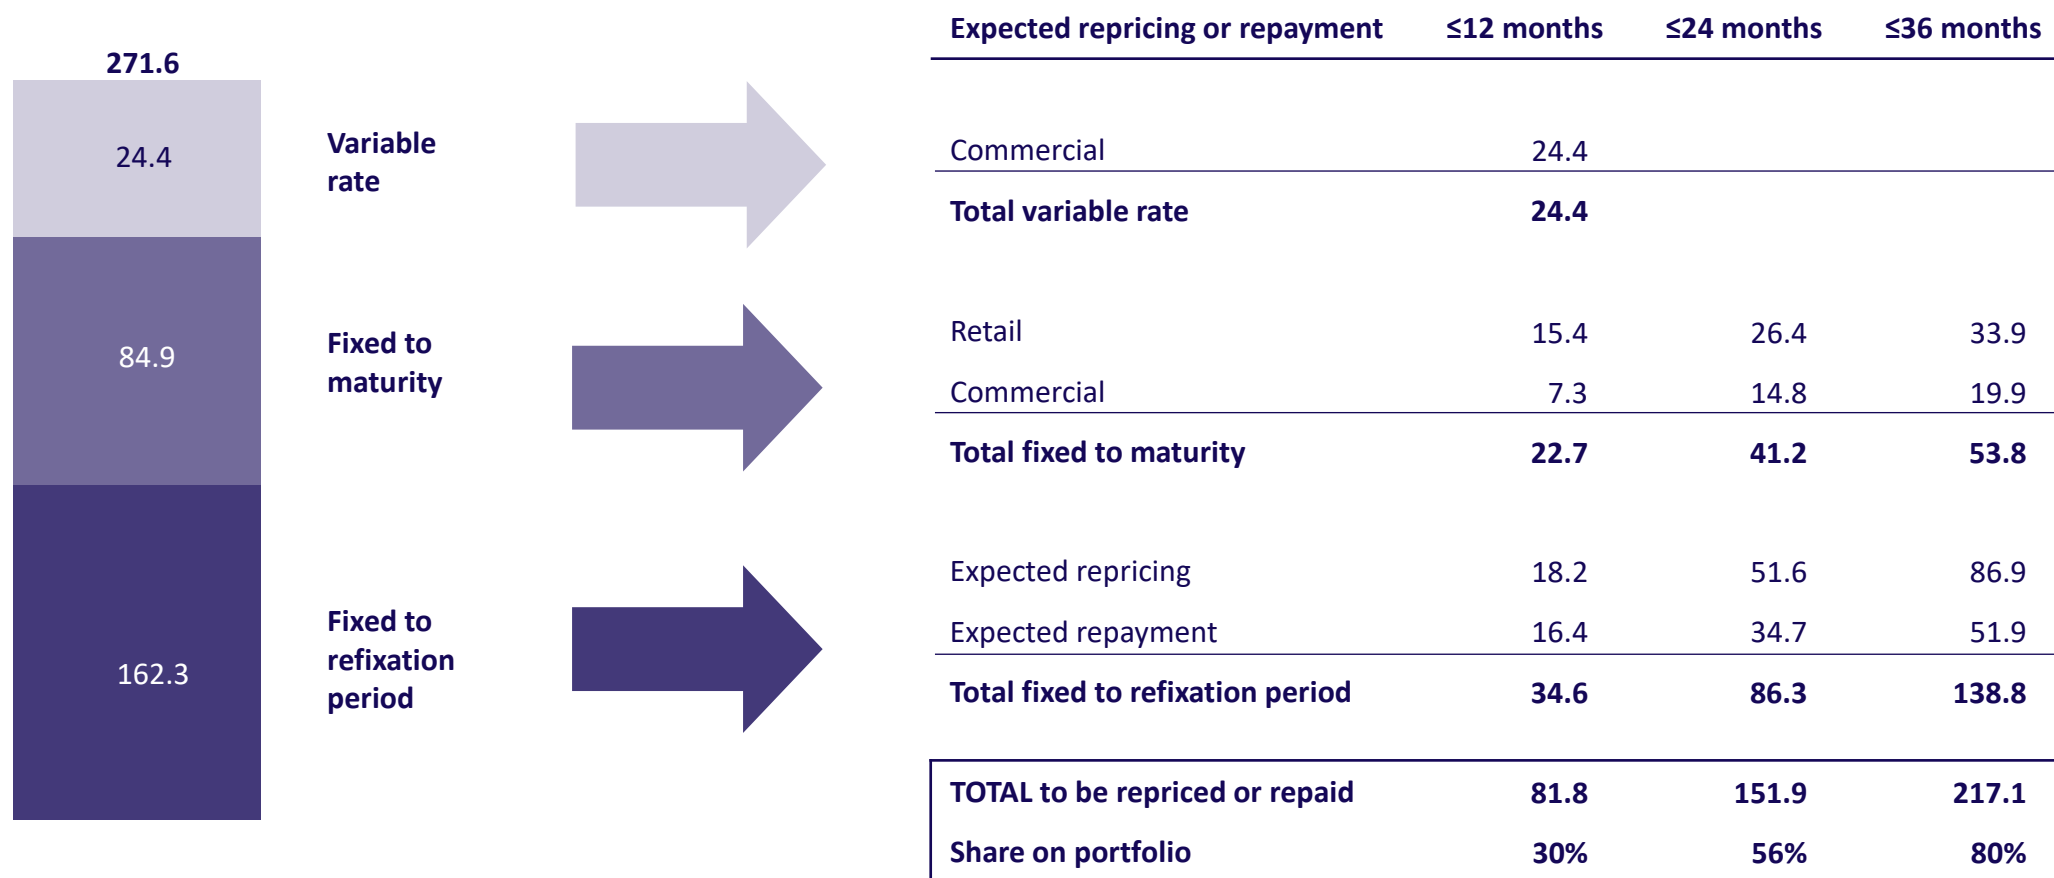 271.6
24.4
84.9
162.3
Variable
rate
Fixed to
maturity
Fixed to
refixation
period
Expected repricing or repayment ≤12 months ≤24 months ≤36 months
Commercial 24.4
Total variable rate 24.4
Retail 15.4 26.4 33.9
Commercial 7.3 14.8 19.9
Total fixed to maturity 22.7 41.2 53.8
Expected repricing 18.2 51.6 86.9
Expected repayment 16.4 34.7 51.9
Total fixed to refixation period 34.6 86.3 138.8
TOTAL to be repriced or repaid 81.8 151.9 217.1
Share on portfolio 30% 56% 80%